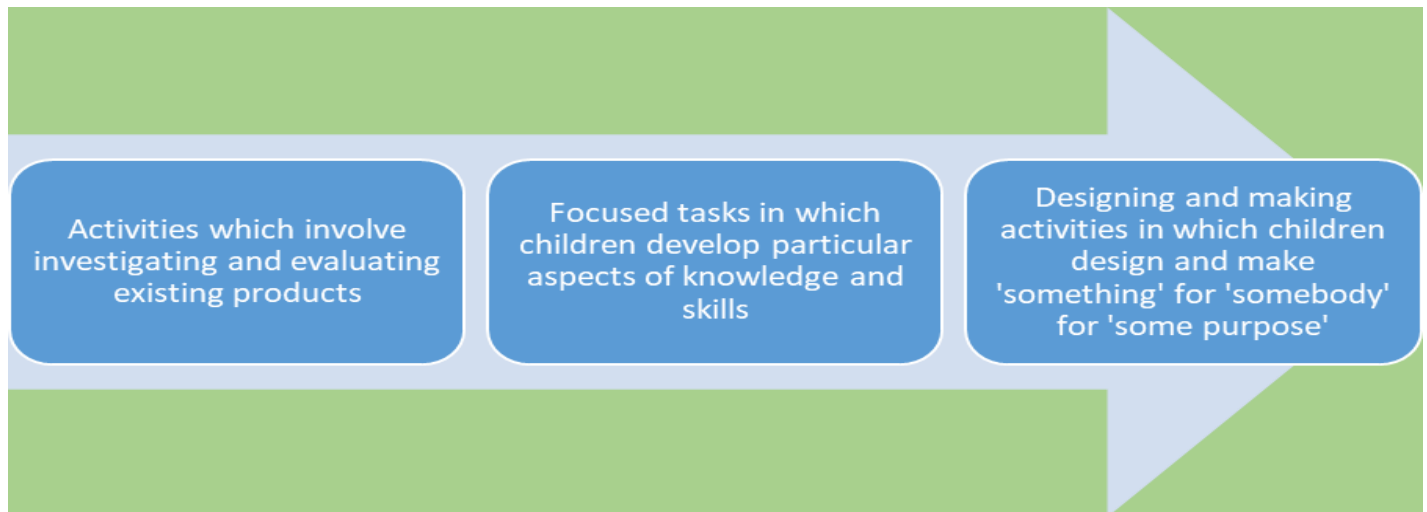 Activities which involve
investigating and evaluating
existing products
Focused tasks in which
children develop particular
aspects of knowledge and
skills
Designing and making
activities in which children
design and make
'something' for 'somebody'
for 'some purpose'